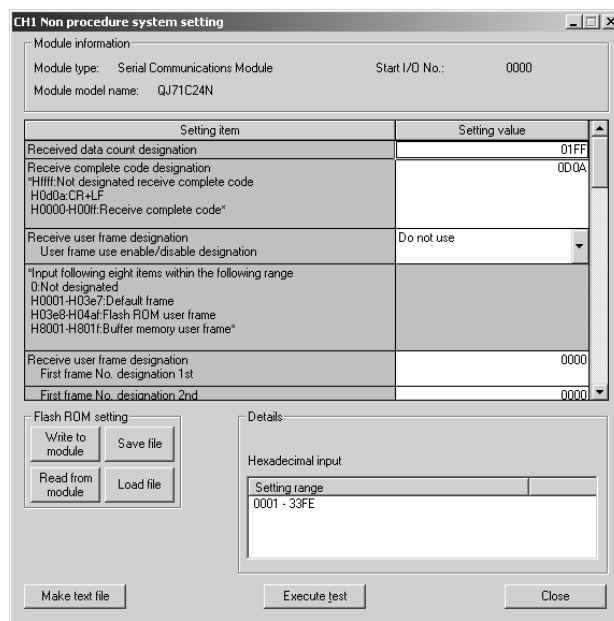 CH1 Non procedure system setting
Module information
Module type: Serial Communications Module Start I/O No.: 0000
Module model name: QJ71C24N
Setting item Setting value
Received data count designation 01FF
Receive complete code designation 0D0A
*Hffff:Not designated receive complete code
H0d0a:CR+LF
H0000-H00ff:Receive complete code*
Receive user frame designation Do not use
User frame use enable/disable designation
*Input following eight items within the following range
0:Not designated
H0001-H03e7:Default frame
H03e8-H04af:Flash ROM user frame
H8001-H801f:Buffer memory user frame*
Receive user frame designation 0000
First frame No. designation 1st
First frame No. designation 2nd 0000
Flash ROM setting
Write to module
Save file
Read from module
Load file
Details
Hexadecimal input
Setting range
0001 - 33FE
Make text file Execute test Close